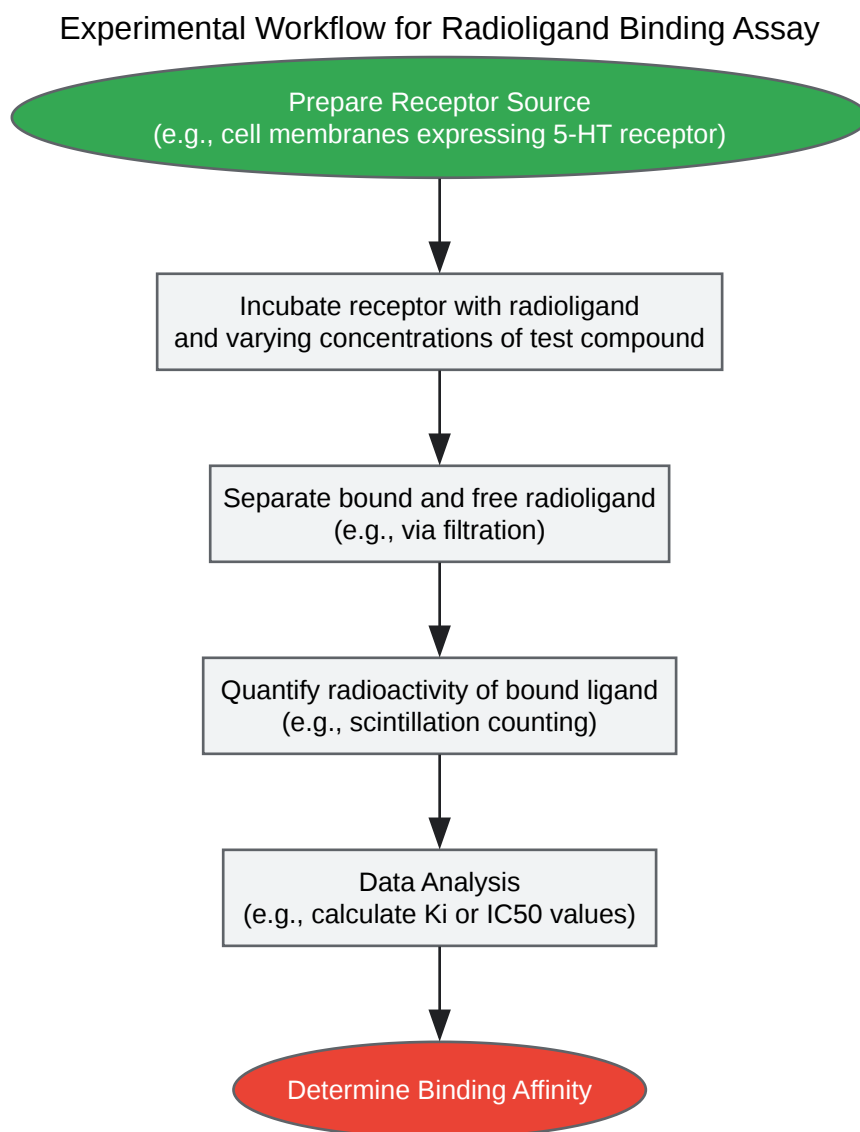 Experimental Workflow for Radioligand Binding Assay
Prepare Receptor Source
(e.g., cell membranes expressing 5-HT receptor)
Incubate receptor with radioligand
and varying concentrations of test compound
Separate bound and free radioligand
(e.g., via filtration)
Quantify radioactivity of bound ligand
(e.g., scintillation counting)
Data Analysis
(e.g., calculate Ki or IC50 values)
Determine Binding Affinity